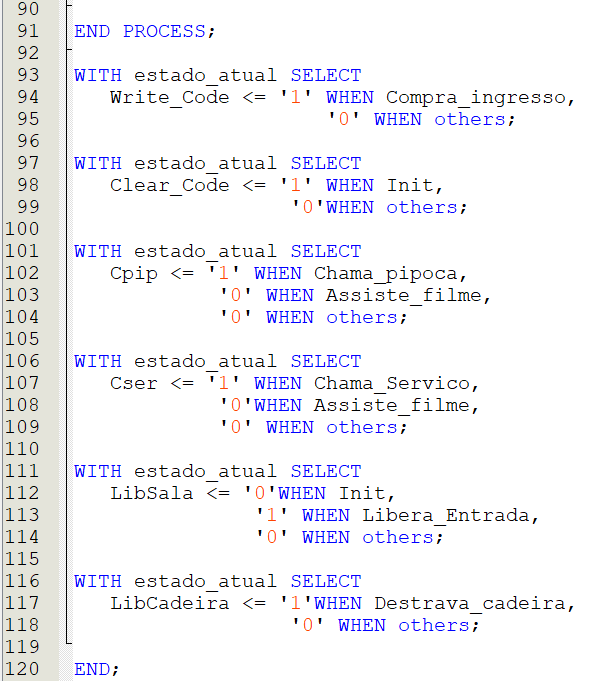 90
91 END PROCESS;
92
93 WITH estado_atual SELECT
94 Write_Code <= '1' WHEN Compra_ingresso,
95 '0' WHEN others;
96
97 WITH estado_atual SELECT
98 Clear_Code <= '1' WHEN Init,
99 '0'WHEN others;
100
101 WITH estado_atual SELECT
102 Cpip <= '1' WHEN Chama_pipoca,
103 '0' WHEN Assiste_filme,
104 '0' WHEN others;
105
106 WITH estado_atual SELECT
107 Cser <= '1' WHEN Chama_Servico,
108 '0'WHEN Assiste_filme,
109 '0' WHEN others;
110
111 WITH estado_atual SELECT
112 LibSala <= '0'WHEN Init,
113 '1' WHEN Libera_Entrada,
114 '0' WHEN others;
115
116 WITH estado_atual SELECT
117 LibCadeira <= '1'WHEN Destrava_cadeira,
118 '0' WHEN others;
119
120 END;